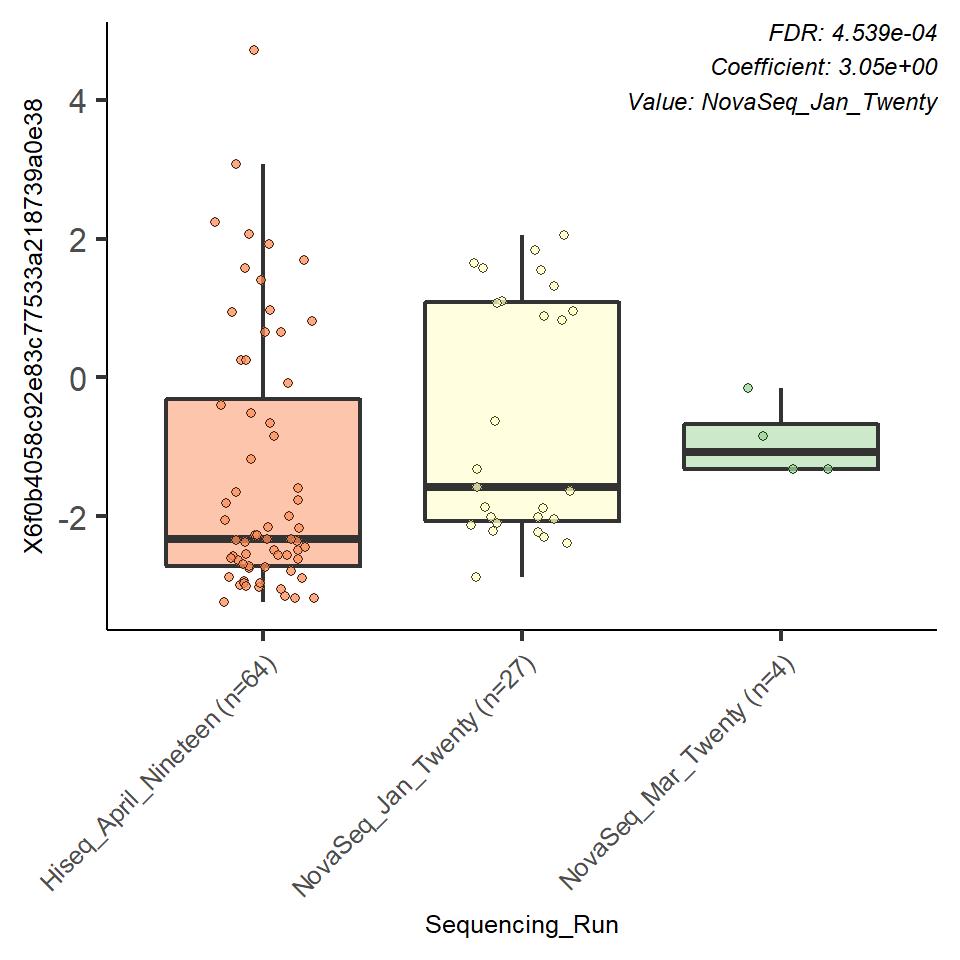 FDR: 4.539e-04
Coefficient: 3.05e+00
Value: NovaSeq_Jan_Twenty
X6f0b4058c92e83c77533a218739a0e38
4
2
0
-2
Hiseq_April_Nineteen (n=64)
NovaSeq_Jan_Twenty (n=27)
NovaSeq_Mar_Twenty (n=4)
Sequencing_Run